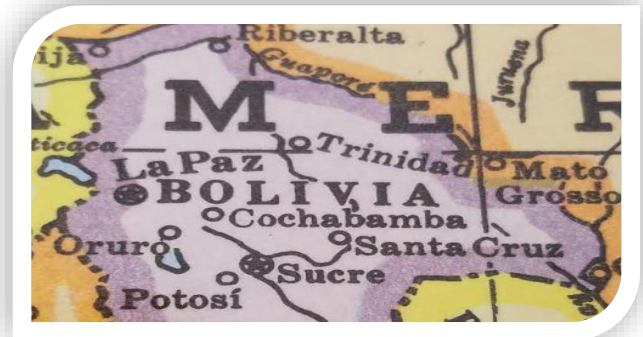 Riberalta
ija
Guaporé
Juruena
M E R
ticaca
Trinidad
La Paz
Mato
Grosso
BOLIVIA
Cochabamba
Oruro
Santa Cruz
Sucre
Potosí